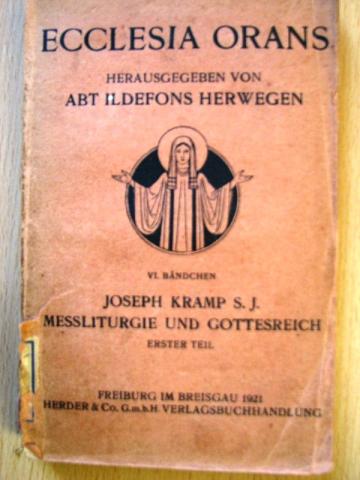 ECCLESIA ORANS
HERAUSGEGEBEN VON
ABT ILDEFONS HERWEGEN
VI. BÄNDCHEN
JOSEPH KRAMP S. J.
MESSLITURGIE UND GOTTESREICH
ERSTER TEIL
FREIBURG IM BREISGAU 1921
HERDER & Co. G.m.b.H. VERLAGSBUCHHANDLUNG